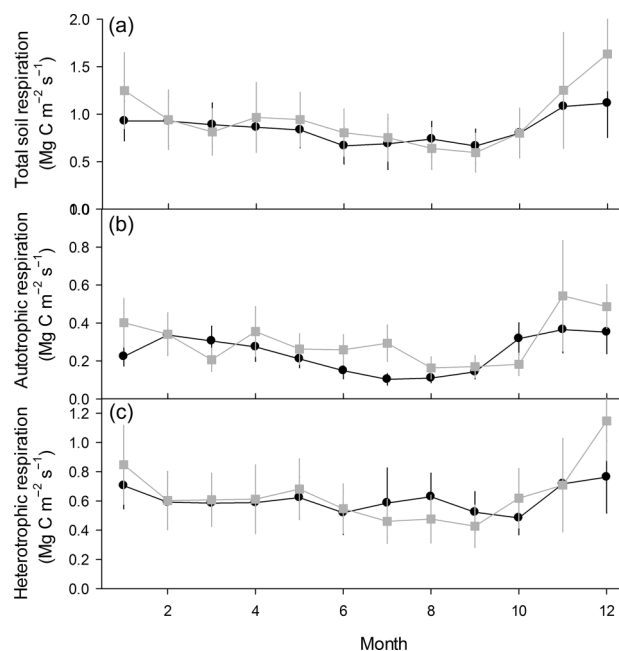 (a)
Total soil respiration
(Mg C m⁻² s⁻¹)
2.0
1.5
1.0
0.5
0.0
(b)
Autotrophic respiration
(Mg C m⁻² s⁻¹)
1.0
0.8
0.6
0.4
0.2
0.0
(c)
Heterotrophic respiration
(Mg C m⁻² s⁻¹)
1.2
1.0
0.8
0.6
0.4
0.2
0.0
2 4 6 8 10 12
Month